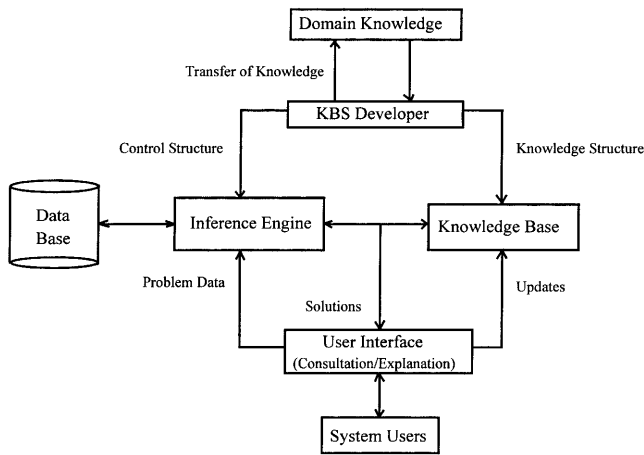 Domain Knowledge
Transfer of Knowledge
KBS Developer
Control Structure
Knowledge Structure
Data
Base
Inference Engine
Knowledge Base
Problem Data
Solutions
Updates
User Interface
(Consultation/Explanation)
System Users